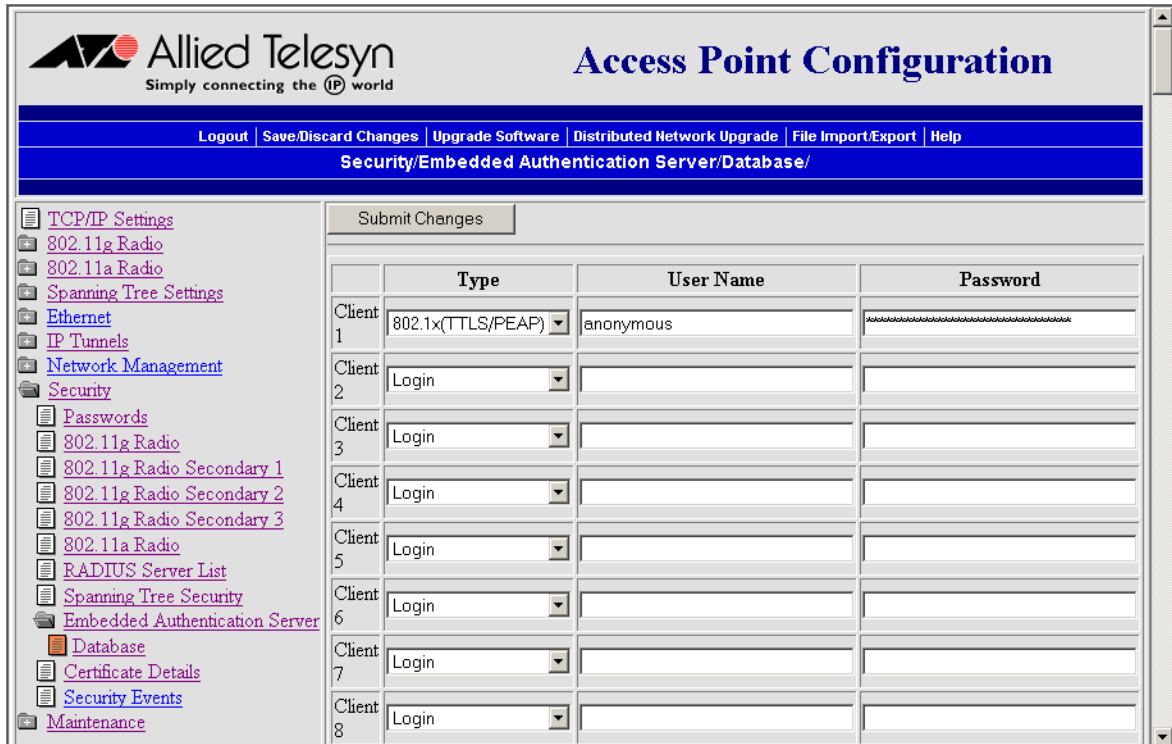 Allied Telesyn
Simply connecting the IP world
Access Point Configuration
Logout | Save/Discard Changes | Upgrade Software | Distributed Network Upgrade | File Import/Export | Help
Security/Embedded Authentication Server/Database/
TCP/IP Settings
802.11g Radio
802.11a Radio
Spanning Tree Settings
Ethernet
IP Tunnels
Network Management
Security
Passwords
802.11g Radio
802.11g Radio Secondary 1
802.11g Radio Secondary 2
802.11g Radio Secondary 3
802.11a Radio
RADIUS Server List
Spanning Tree Security
Embedded Authentication Server
Database
Certificate Details
Security Events
Maintenance
Submit Changes
Type User Name Password
Client 1 802.1x(TTLS/PEAP) anonymous ********************************
Client 2 Login
Client 3 Login
Client 4 Login
Client 5 Login
Client 6 Login
Client 7 Login
Client 8 Login